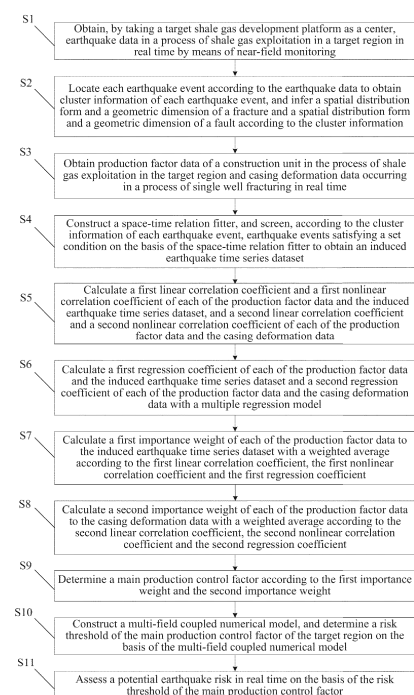 S1
Obtain, by taking a target shale gas development platform as a center,
earthquake data in a process of shale gas exploitation in a target region in
real time by means of near-field monitoring
S2
Locate each earthquake event according to the earthquake data to obtain
cluster information of each earthquake event, and infer a spatial distribution
form and a geometric dimension of a fracture and a spatial distribution form
and a geometric dimension of a fault according to the cluster information
S3
Obtain production factor data of a construction unit in the process of shale
gas exploitation in the target region and casing deformation data occurring
in a process of single well fracturing in real time
S4
Construct a space-time relation fitter, and screen, according to the cluster
information of each earthquake event, earthquake events satisfying a set
condition on the basis of the space-time relation fitter to obtain an induced
earthquake time series dataset
S5
Calculate a first linear correlation coefficient and a first nonlinear
correlation coefficient of each of the production factor data and the induced
earthquake time series dataset, and a second linear correlation coefficient
and a second nonlinear correlation coefficient of each of the production
factor data and the casing deformation data
S6
Calculate a first regression coefficient of each of the production factor data
and the induced earthquake time series dataset and a second regression
coefficient of each of the production factor data and the casing deformation
data with a multiple regression model
S7
Calculate a first importance weight of each of the production factor data to
the induced earthquake time series dataset with a weighted average
according to the first linear correlation coefficient, the first nonlinear
correlation coefficient and the first regression coefficient
S8
Calculate a second importance weight of each of the production factor data
to the casing deformation data with a weighted average according to the
second linear correlation coefficient, the second nonlinear correlation
coefficient and the second regression coefficient
S9
Determine a main production control factor according to the first importance
weight and the second importance weight
S10
Construct a multi-field coupled numerical model, and determine a risk
threshold of the main production control factor of the target region on the
basis of the multi-field coupled numerical model
S11
Assess a potential earthquake risk in real time on the basis of the risk
threshold of the main production control factor